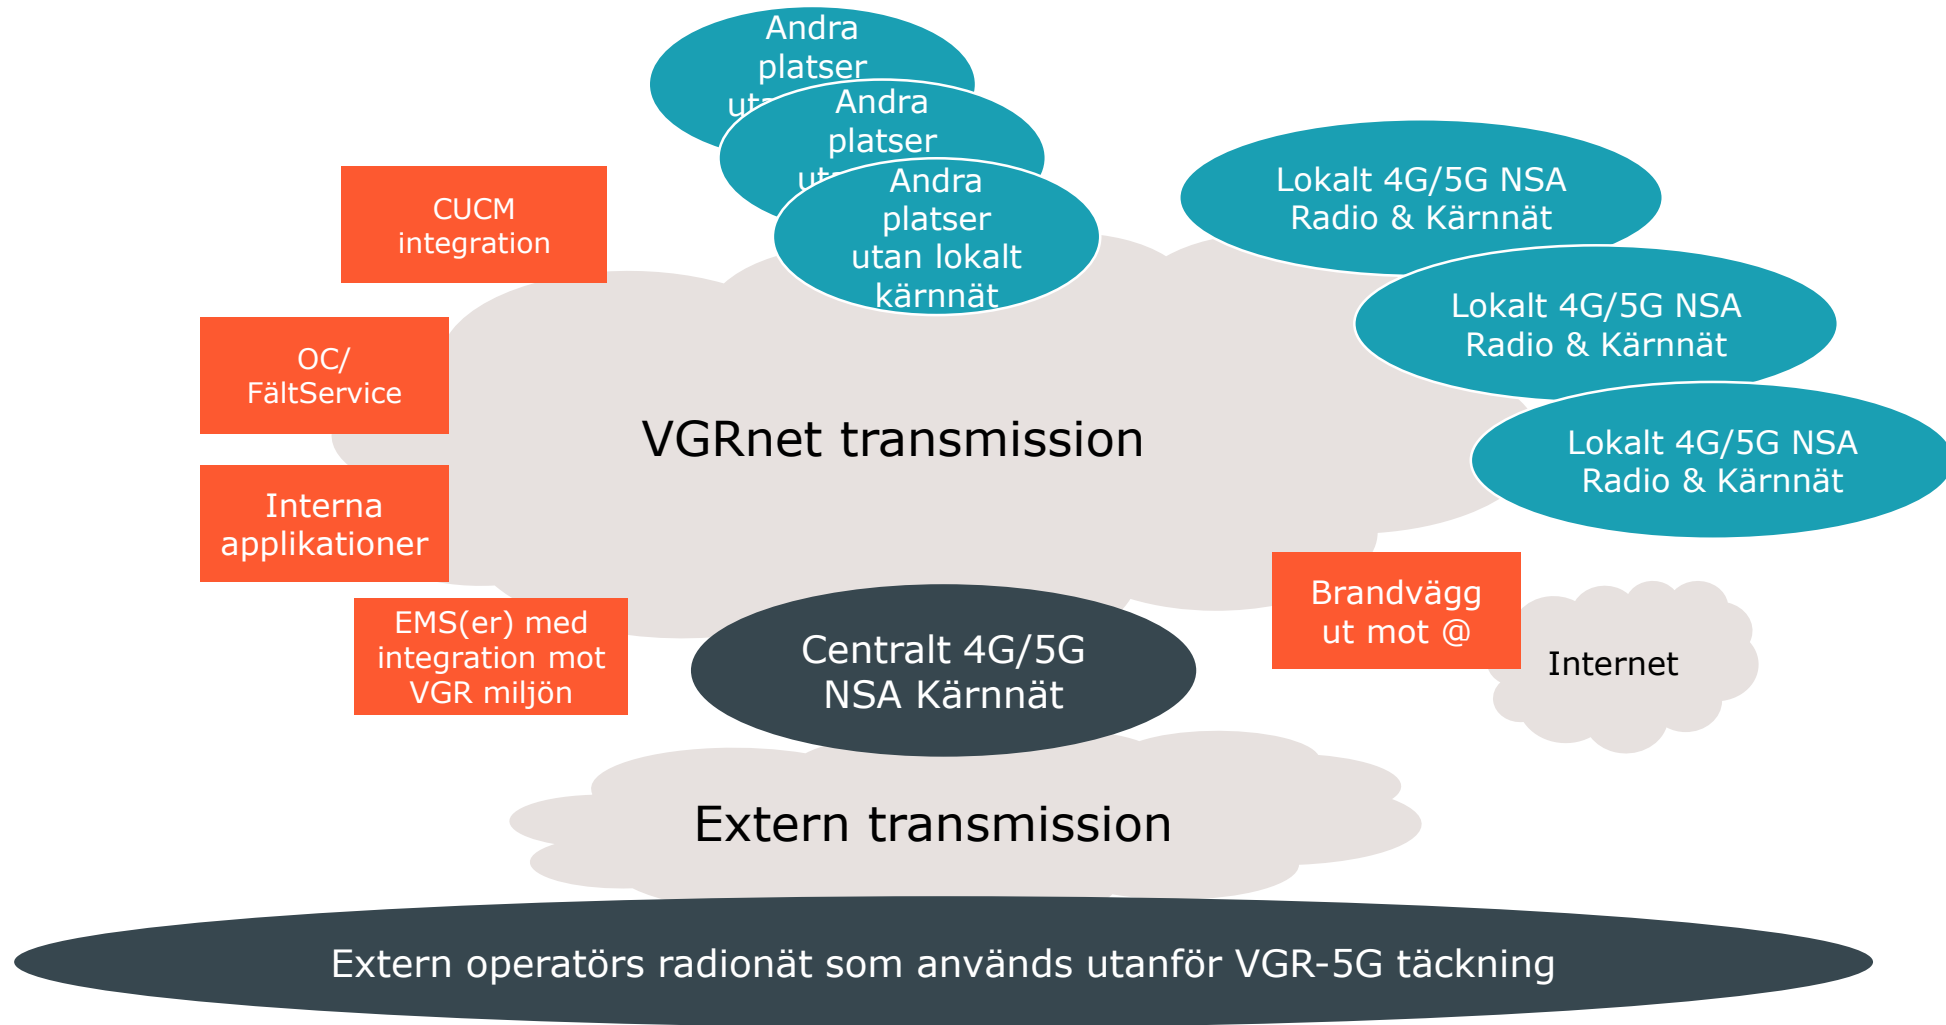 Andra
platser
Andra
platser
Andra
platser
utan lokalt
kärnnät
Lokalt 4G/5G NSA
Radio & Kärnnät
CUCM
integration
Lokalt 4G/5G NSA
Radio & Kärnnät
OC/
FältService
VGRnet transmission
Lokalt 4G/5G NSA
Radio & Kärnnät
Interna
applikationer
EMS(er) med
integration mot
VGR miljön
Centralt 4G/5G
NSA Kärnnät
Brandvägg
ut mot @
Internet
Extern transmission
Extern operatörs radionät som används utanför VGR-5G täckning